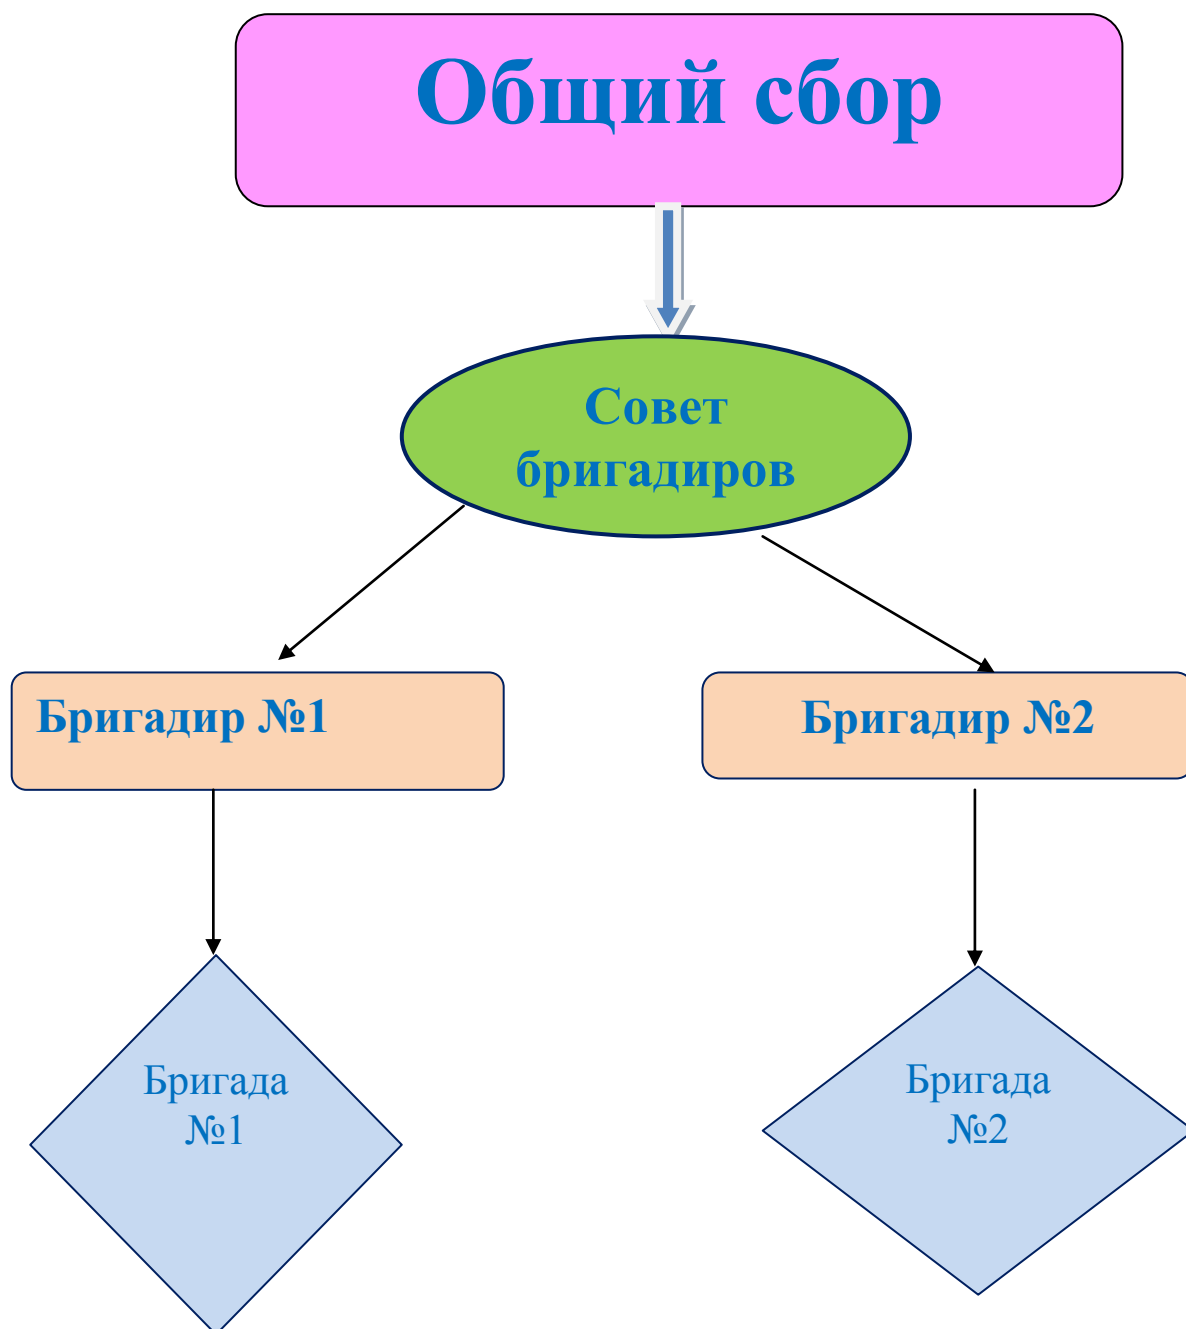 Общий сбор
Совет
бригадиров
Бригадир №1
Бригадир №2
Бригада
№1
Бригада
№2